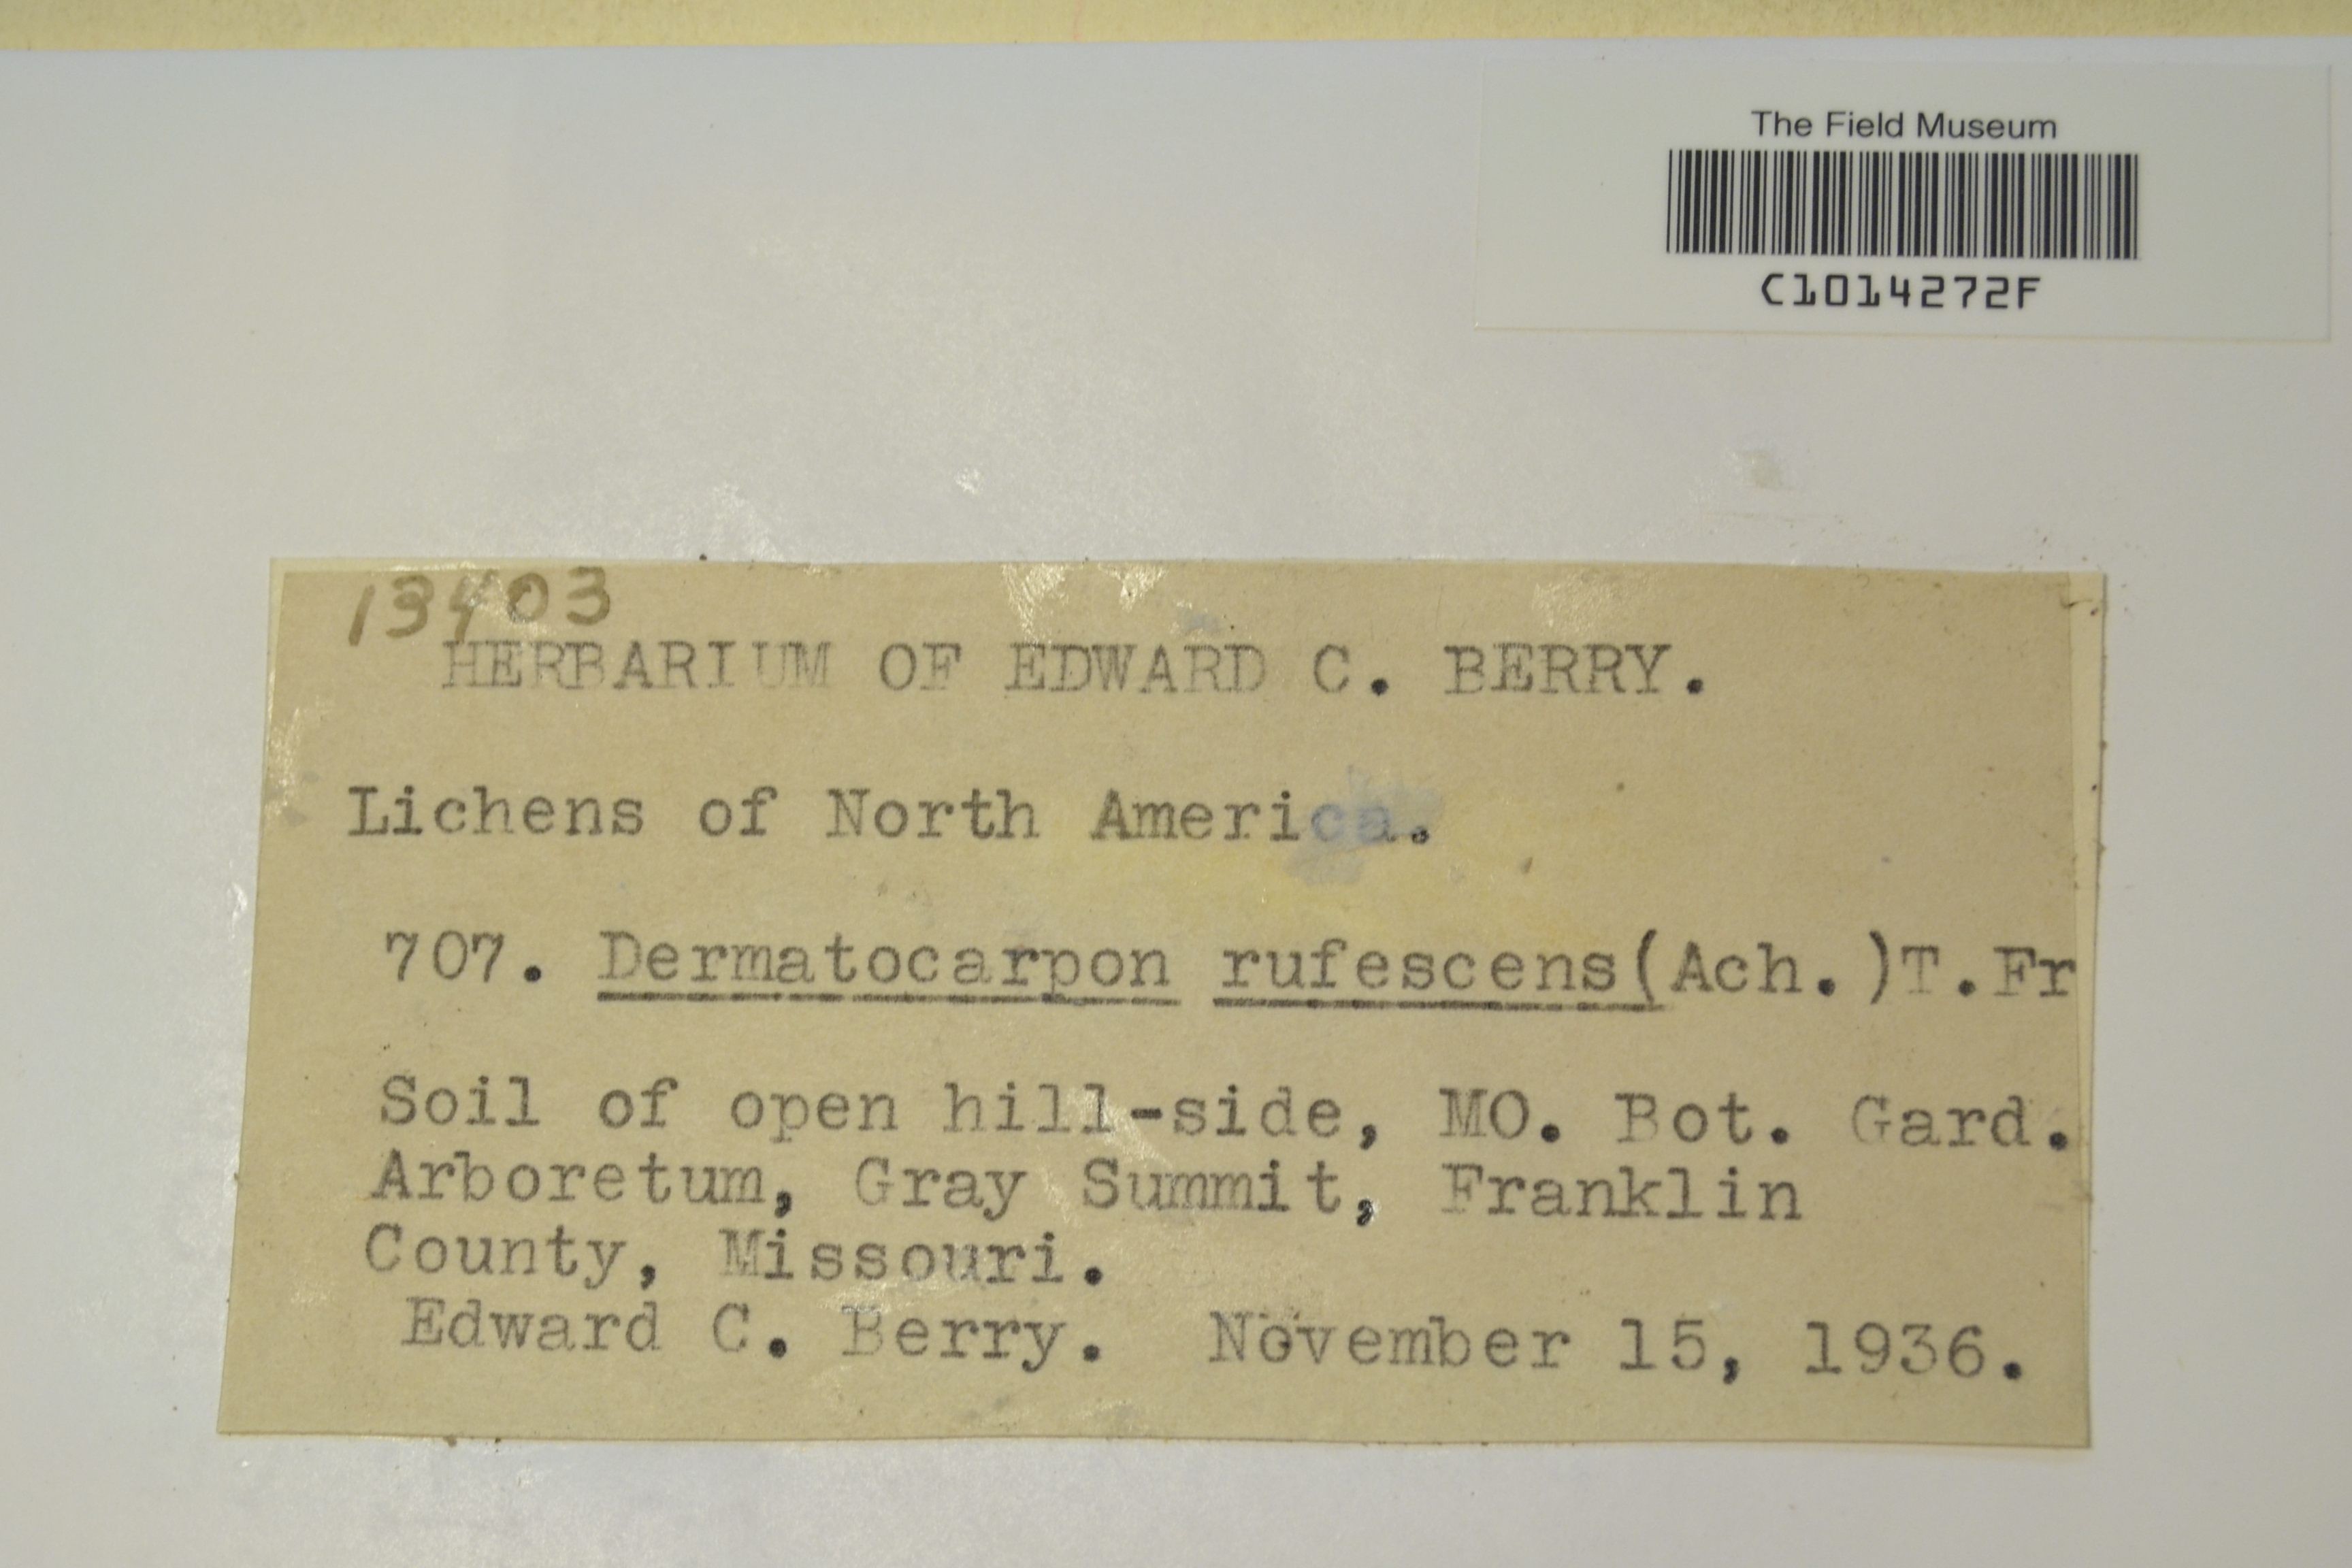 The Field Museum
C1014272F
13403
HERBARIUM OF EDWARD C. BERRY.
Lichens of North America.
707. Dermatocarpon rufescens(Ach.)T.Fr
Soil of open hill-side, MO. Bot. Gard.
Arboretum, Gray Summit, Franklin
County, Missouri.
Edward C. Berry. November 15, 1936.